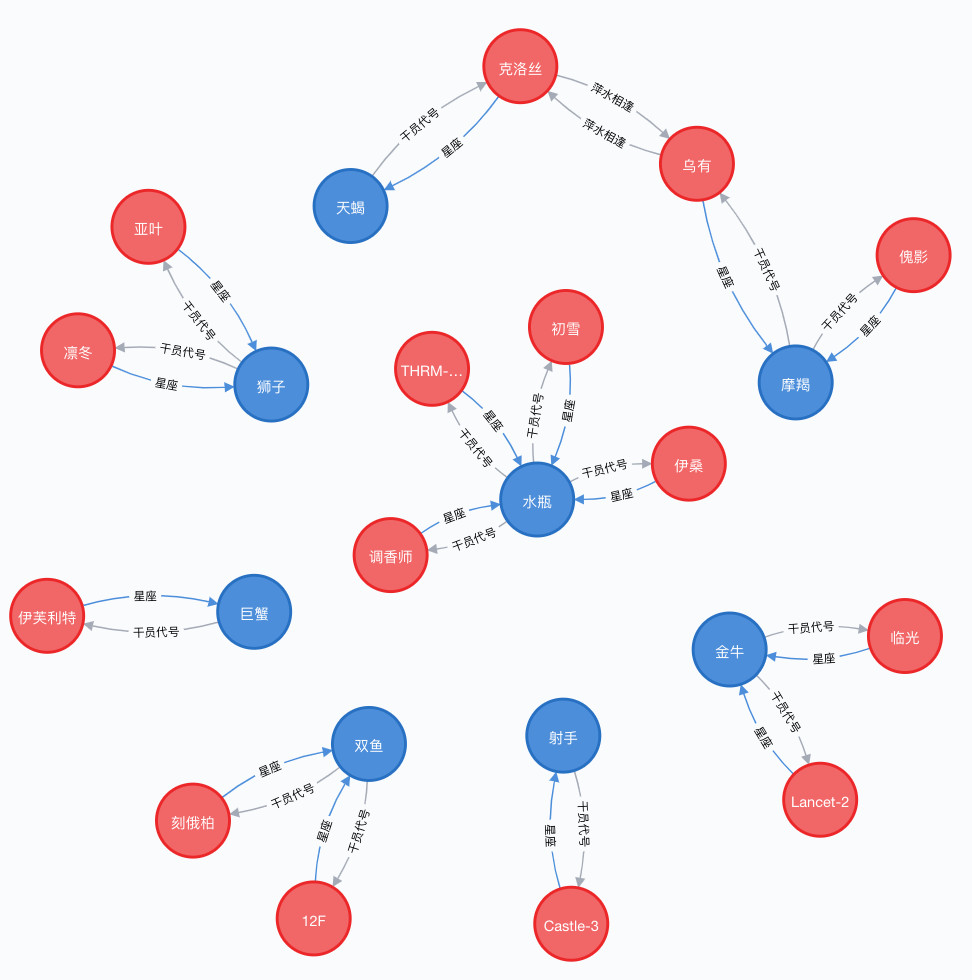 克洛丝
萍水相逢
干员代号
萍水相逢
星座
乌有
天蝎
亚叶
傀影
干员代号
星座
星座
星座
干员代号
干员代号
星座
初雪
凛冬
干员代号
星座
狮子
THRM-...
摩羯
干员代号
星座
星座
干员代号
伊桑
干员代号
星座
水瓶
星座
干员代号
调香师
星座
伊芙利特
巨蟹
干员代号
干员代号
临光
金牛
星座
干员代号
星座
双鱼
射手
星座
干员代号
刻俄柏
星座
干员代号
星座
干员代号
Lancet-2
12F
Castle-3